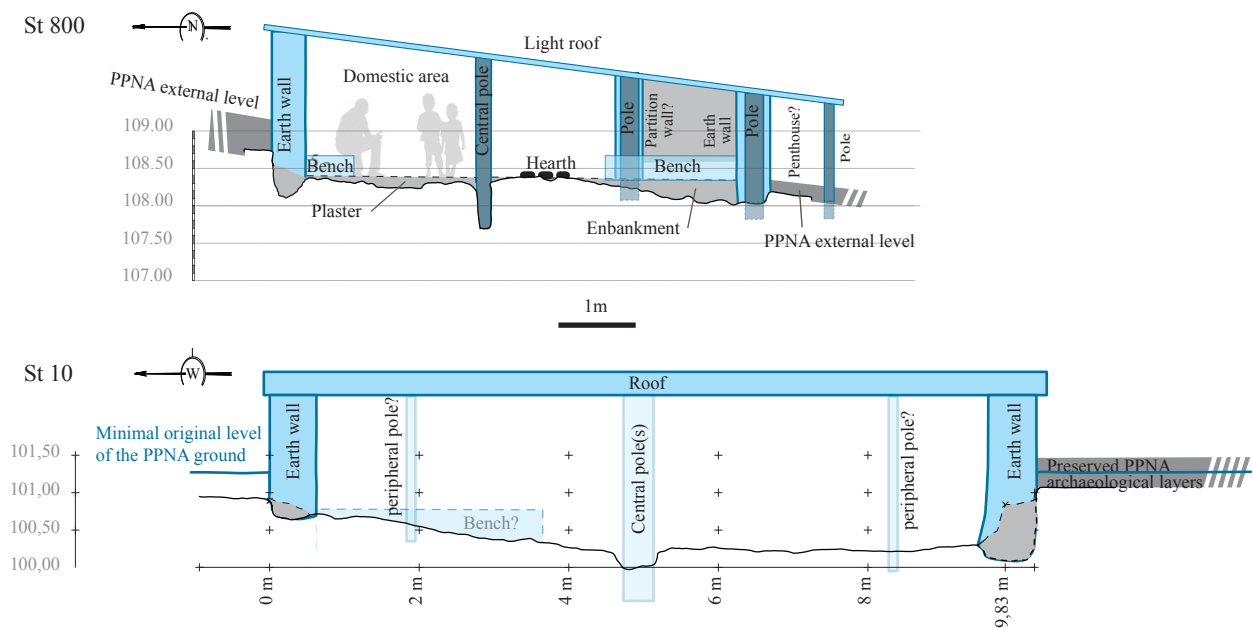 St 800
N
Light roof
PPNA external level
Earth wall
Domestic area
Central pole
Pole
Partition
wall?
Earth
wall
Pole
Penthouse?
Pole
109.00
108.50
108.00
107.50
107.00
Bench
Hearth
Bench
Plaster
Enbankment
PPNA external level
1m
St 10
W
Roof
Minimal original level
of the PPNA ground
Earth wall
peripheral pole?
Central pole(s)
peripheral pole?
Earth wall
Preserved PPNA
archaeological layers
101,50
101,00
100,50
100,00
Bench?
0 m
2 m
4 m
6 m
8 m
9,83 m